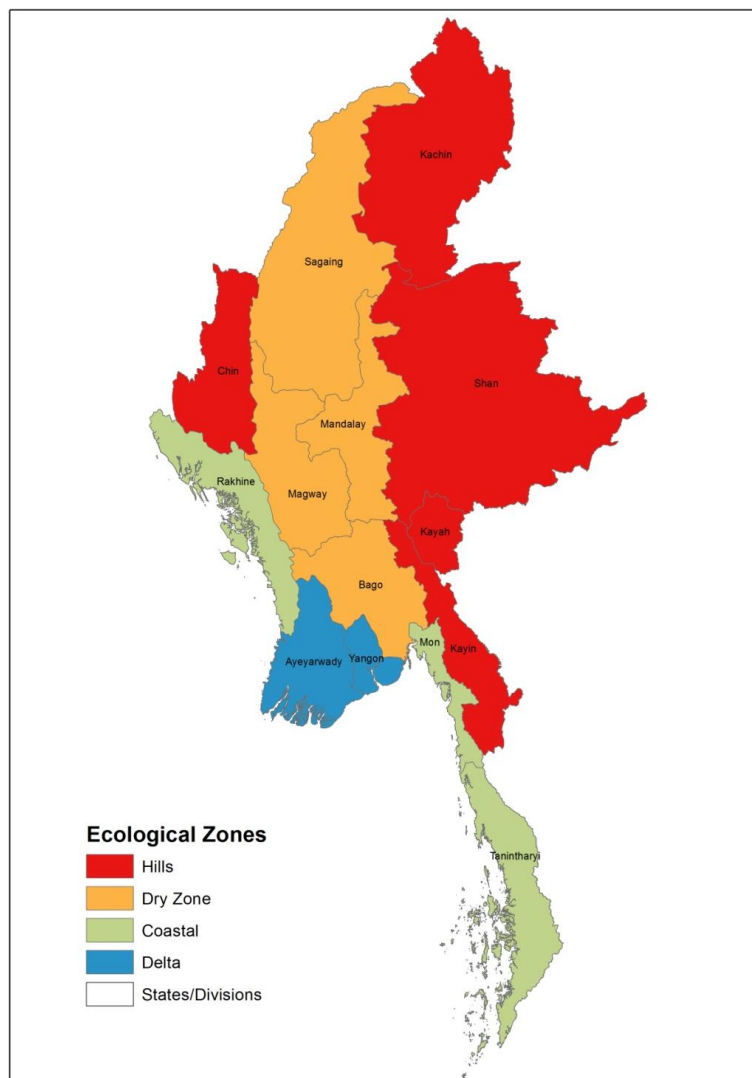 Kachin
Sagaing
Chin
Shan
Mandalay
Rakhine
Magway
Kayah
Bago
Mon
Kayin
Ayeyarwady
Yangon
Tanintharyi
Ecological Zones
Hills
Dry Zone
Coastal
Delta
States/Divisions